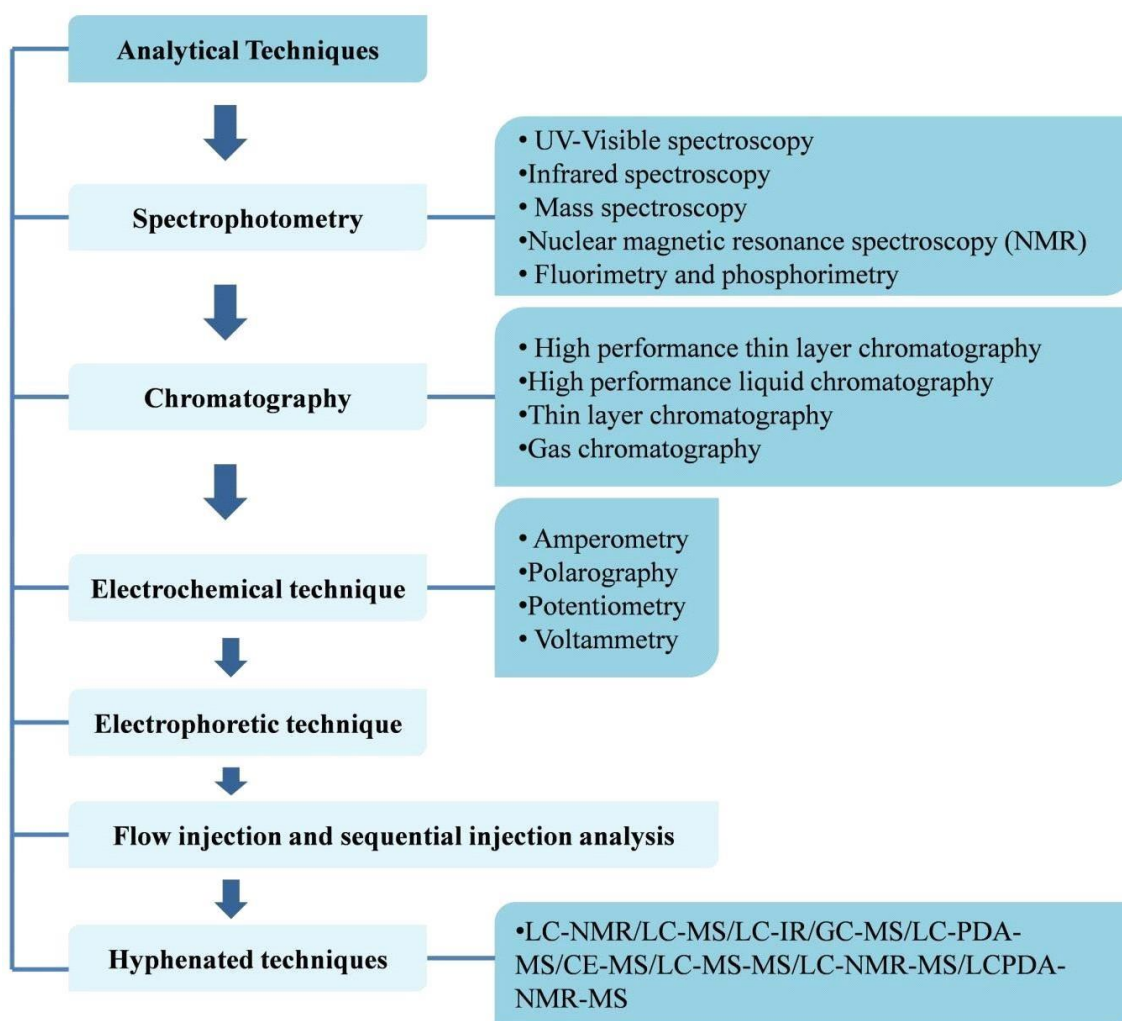 Analytical Techniques
Spectrophotometry
• UV-Visible spectroscopy
•Infrared spectroscopy
• Mass spectroscopy
•Nuclear magnetic resonance spectroscopy (NMR)
• Fluorimetry and phosphorimetry
Chromatography
• High performance thin layer chromatography
•High performance liquid chromatography
•Thin layer chromatography
•Gas chromatography
Electrochemical technique
• Amperometry
•Polarography
•Potentiometry
• Voltammetry
Electrophoretic technique
Flow injection and sequential injection analysis
Hyphenated techniques
•LC-NMR/LC-MS/LC-IR/GC-MS/LC-PDA-
MS/CE-MS/LC-MS-MS/LC-NMR-MS/LCPDA-
NMR-MS